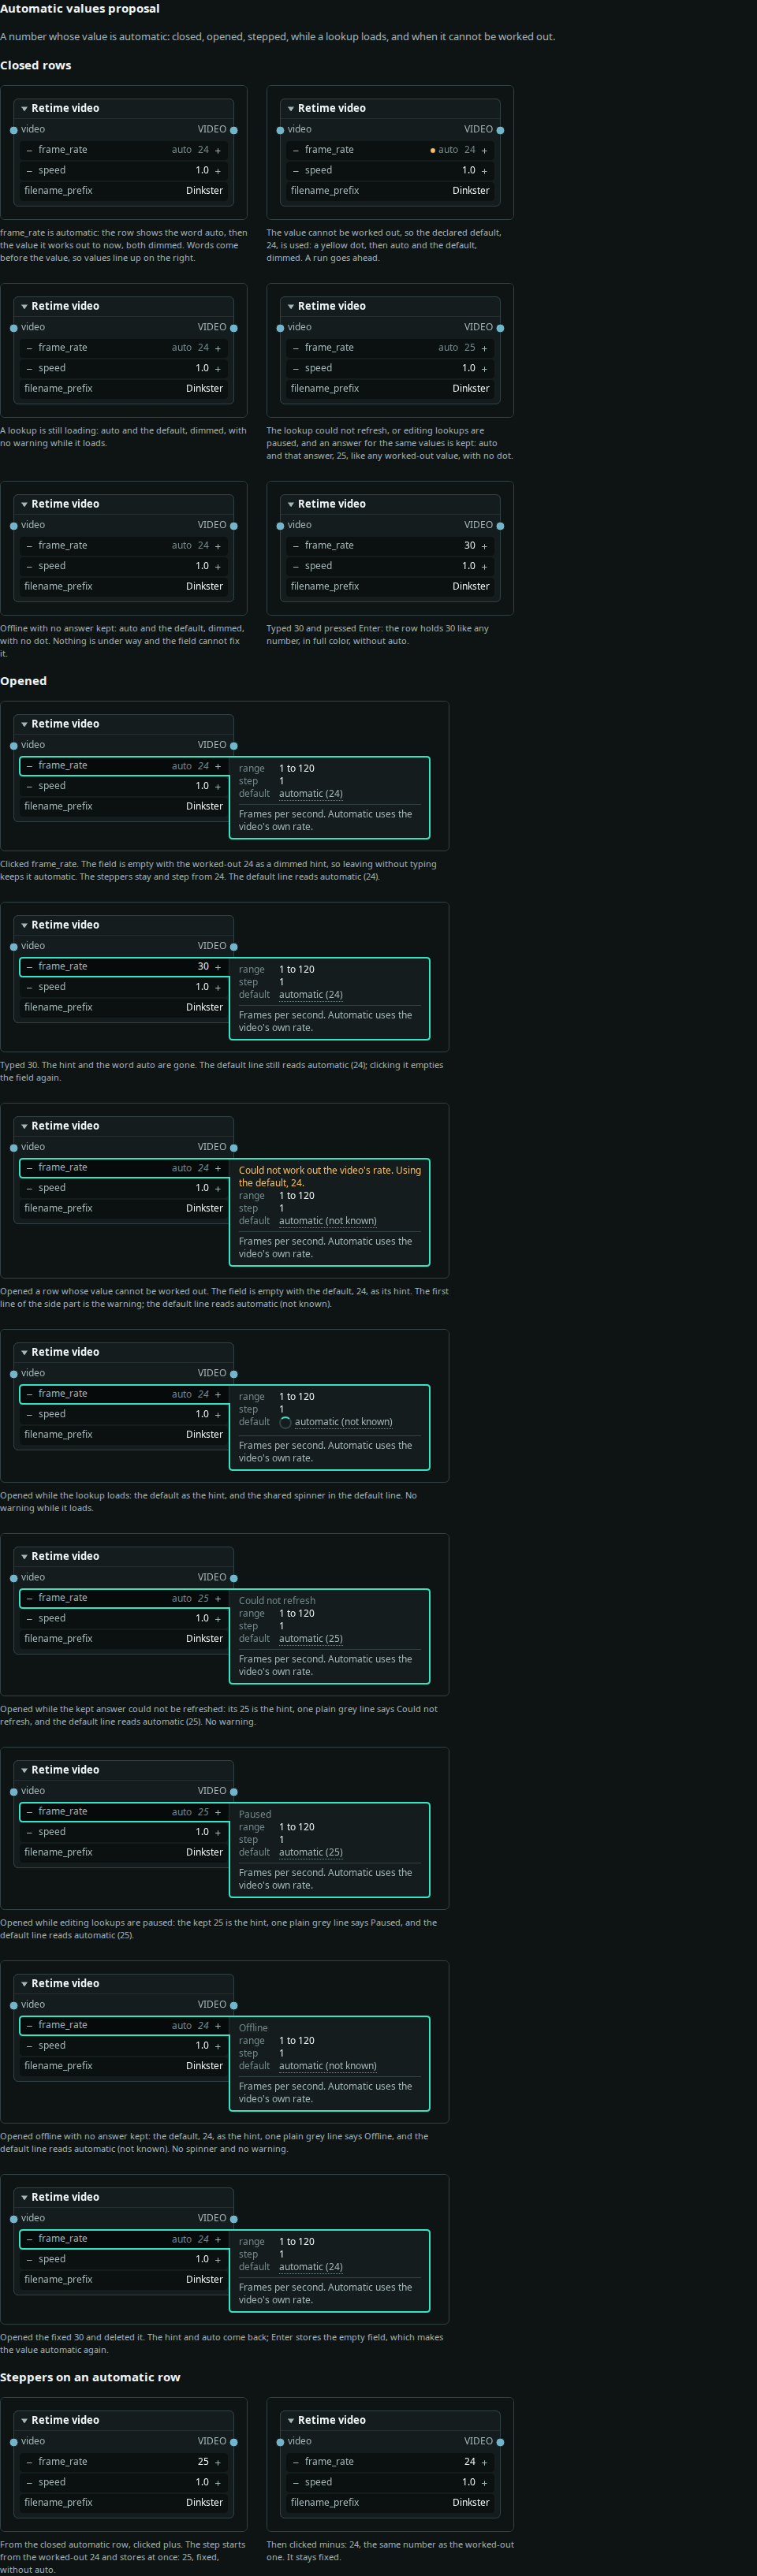 Automatic values proposal
A number whose value is automatic: closed, opened, stepped, while a lookup loads, and when it cannot be worked out.
Closed rows
Retime video
video VIDEO
– frame_rate auto 24 +
– speed 1.0 +
filename_prefix Dinkster
frame_rate is automatic: the row shows the word auto, then
the value it works out to now, both dimmed. Words come
before the value, so values line up on the right.
Retime video
video VIDEO
– frame_rate auto 24 +
– speed 1.0 +
filename_prefix Dinkster
The value cannot be worked out, so the declared default,
24, is used: a yellow dot, then auto and the default,
dimmed. A run goes ahead.
Retime video
video VIDEO
– frame_rate auto 24 +
– speed 1.0 +
filename_prefix Dinkster
A lookup is still loading: auto and the default, dimmed, with
no warning while it loads.
Retime video
video VIDEO
– frame_rate auto 25 +
– speed 1.0 +
filename_prefix Dinkster
The lookup could not refresh, or editing lookups are
paused, and an answer for the same values is kept: auto
and that answer, 25, like any worked-out value, with no dot.
Retime video
video VIDEO
– frame_rate auto 24 +
– speed 1.0 +
filename_prefix Dinkster
Offline with no answer kept: auto and the default, dimmed,
with no dot. Nothing is under way and the field cannot fix
it.
Retime video
video VIDEO
– frame_rate 30 +
– speed 1.0 +
filename_prefix Dinkster
Typed 30 and pressed Enter: the row holds 30 like any
number, in full color, without auto.
Opened
Retime video
video VIDEO
– frame_rate auto 24 +
– speed 1.0 +
filename_prefix Dinkster
range 1 to 120
step 1
default automatic (24)
Frames per second. Automatic uses the
video's own rate.
Clicked frame_rate. The field is empty with the worked-out 24 as a dimmed hint, so leaving without typing
keeps it automatic. The steppers stay and step from 24. The default line reads automatic (24).
Retime video
video VIDEO
– frame_rate 30 +
– speed 1.0 +
filename_prefix Dinkster
range 1 to 120
step 1
default automatic (24)
Frames per second. Automatic uses the
video's own rate.
Typed 30. The hint and the word auto are gone. The default line still reads automatic (24); clicking it empties
the field again.
Retime video
video VIDEO
– frame_rate auto 24 +
– speed 1.0 +
filename_prefix Dinkster
Could not work out the video's rate. Using
the default, 24.
range 1 to 120
step 1
default automatic (not known)
Frames per second. Automatic uses the
video's own rate.
Opened a row whose value cannot be worked out. The field is empty with the default, 24, as its hint. The first
line of the side part is the warning; the default line reads automatic (not known).
Retime video
video VIDEO
– frame_rate auto 24 +
– speed 1.0 +
filename_prefix Dinkster
range 1 to 120
step 1
default automatic (not known)
Frames per second. Automatic uses the
video's own rate.
Opened while the lookup loads: the default as the hint, and the shared spinner in the default line. No
warning while it loads.
Retime video
video VIDEO
– frame_rate auto 25 +
– speed 1.0 +
filename_prefix Dinkster
Could not refresh
range 1 to 120
step 1
default automatic (25)
Frames per second. Automatic uses the
video's own rate.
Opened while the kept answer could not be refreshed: its 25 is the hint, one plain grey line says Could not
refresh, and the default line reads automatic (25). No warning.
Retime video
video VIDEO
– frame_rate auto 25 +
– speed 1.0 +
filename_prefix Dinkster
Paused
range 1 to 120
step 1
default automatic (25)
Frames per second. Automatic uses the
video's own rate.
Opened while editing lookups are paused: the kept 25 is the hint, one plain grey line says Paused, and the
default line reads automatic (25).
Retime video
video VIDEO
– frame_rate auto 24 +
– speed 1.0 +
filename_prefix Dinkster
Offline
range 1 to 120
step 1
default automatic (not known)
Frames per second. Automatic uses the
video's own rate.
Opened offline with no answer kept: the default, 24, as the hint, one plain grey line says Offline, and the
default line reads automatic (not known). No spinner and no warning.
Retime video
video VIDEO
– frame_rate auto 24 +
– speed 1.0 +
filename_prefix Dinkster
range 1 to 120
step 1
default automatic (24)
Frames per second. Automatic uses the
video's own rate.
Opened the fixed 30 and deleted it. The hint and auto come back; Enter stores the empty field, which makes
the value automatic again.
Steppers on an automatic row
Retime video
video VIDEO
– frame_rate 25 +
– speed 1.0 +
filename_prefix Dinkster
From the closed automatic row, clicked plus. The step starts
from the worked-out 24 and stores at once: 25, fixed,
without auto.
Retime video
video VIDEO
– frame_rate 24 +
– speed 1.0 +
filename_prefix Dinkster
Then clicked minus: 24, the same number as the worked-out
one. It stays fixed.